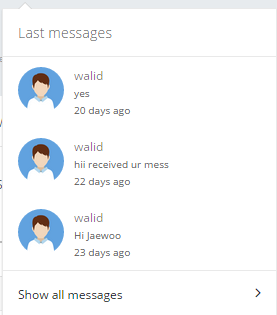 Last messages
walid
yes
20 days ago
walid
hii received ur mess
22 days ago
walid
Hi Jaewoo
23 days ago
Show all messages